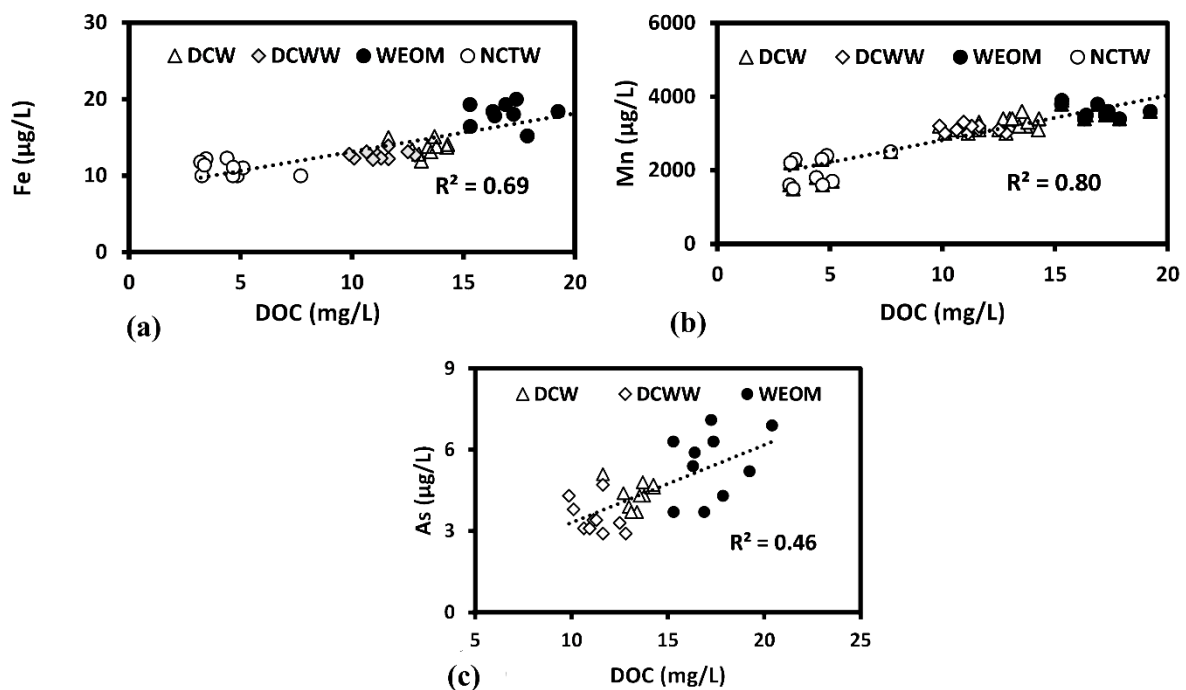 30
20
10
0
Fe (µg/L)
△DCW ◇DCWW ●WEOM ○NCTW
R² = 0.69
0 5 10 15 20
DOC (mg/L)
(a)
6000
4000
2000
0
Mn (µg/L)
△DCW ◇DCWW ●WEOM ○NCTW
R² = 0.80
0 5 10 15 20
DOC (mg/L)
(b)
9
6
3
0
As (µg/L)
△DCW ◇DCWW ●WEOM
R² = 0.46
5 10 15 20 25
DOC (mg/L)
(c)